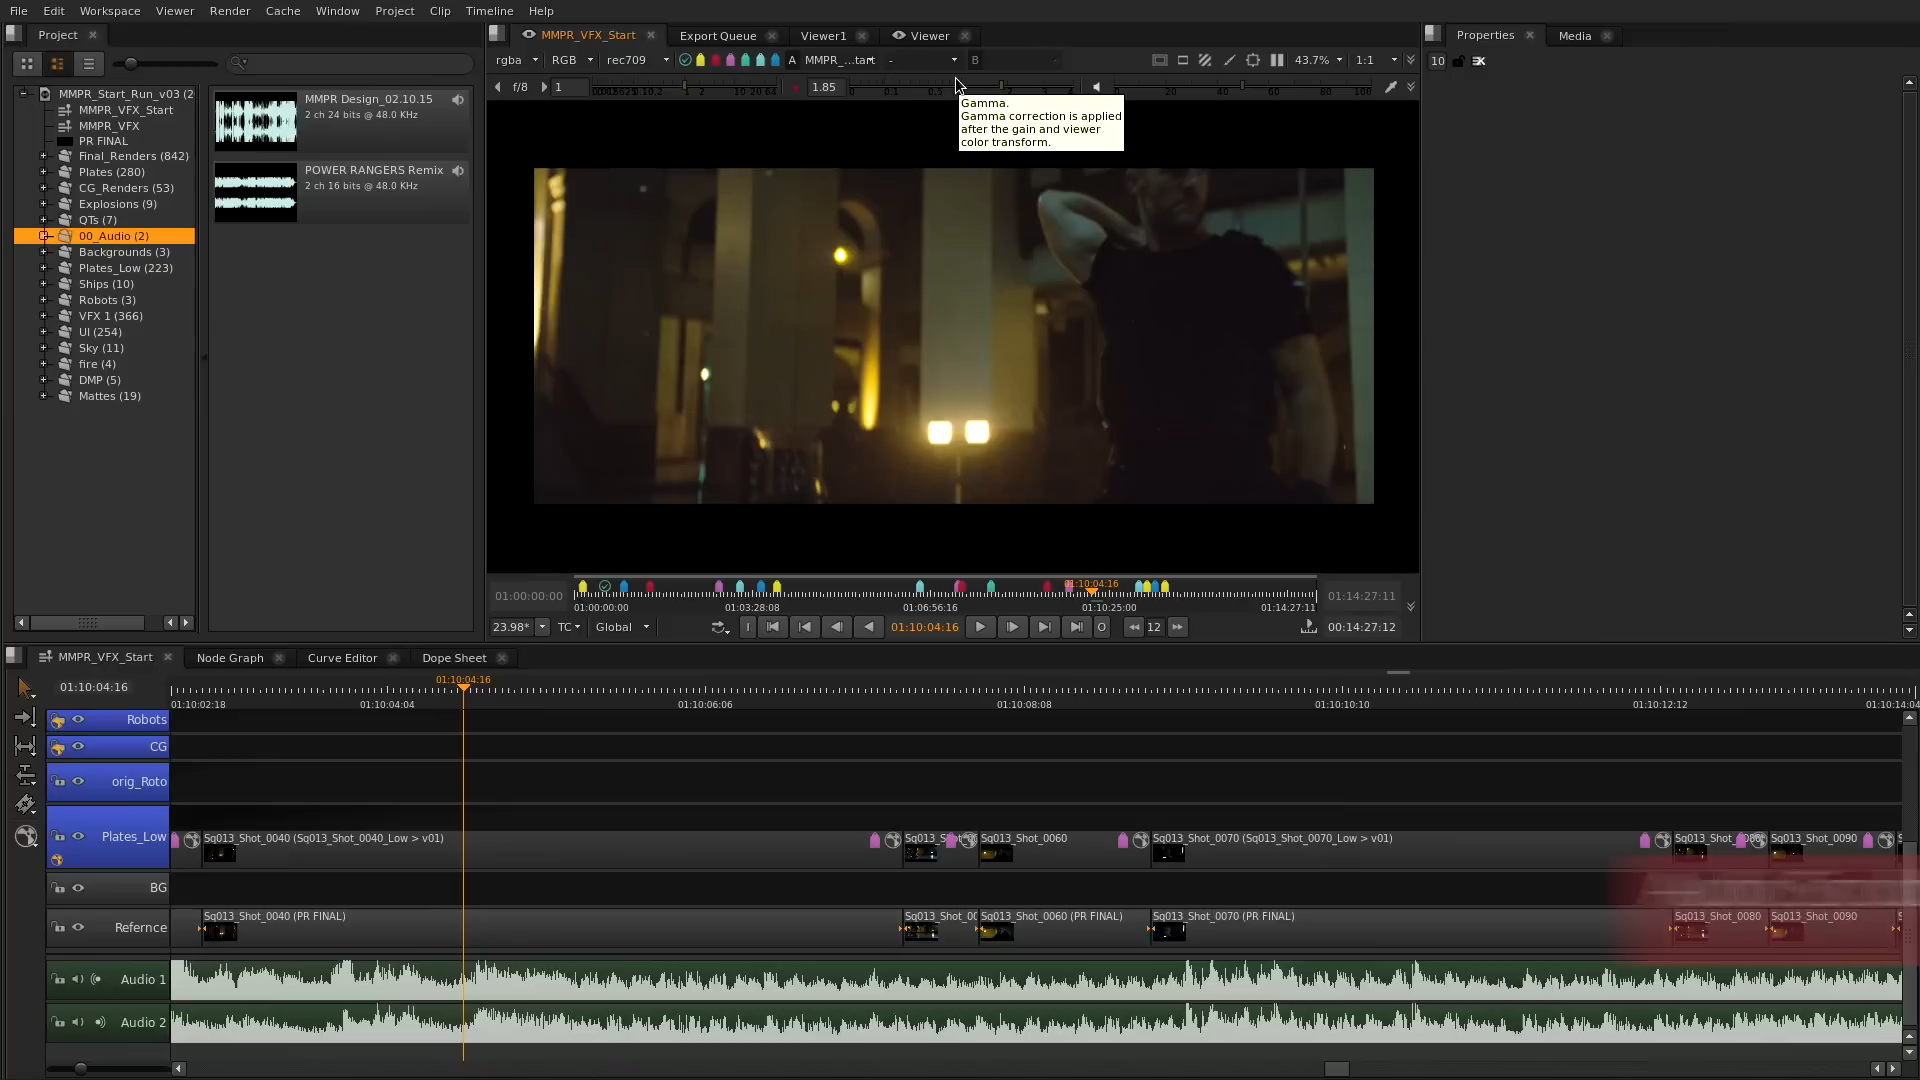 File Edit Workspace Viewer Render Cache Window Project Clip Timeline Help
Project
MMPR_VFX_Start Export Queue Viewer1 Viewer
Properties Media
rgba RGB rec709 A MMPR_...tart - B 43.7% 1:1
10
f/8 1 1.85
Gamma.
Gamma correction is applied
after the gain and viewer
color transform.
MMPR_Start_Run_v03 (2
MMPR_VFX_Start
MMPR_VFX
PR FINAL
Final_Renders (842)
Plates (280)
CG_Renders (53)
Explosions (9)
QTs (7)
00_Audio (2)
Backgrounds (3)
Plates_Low (223)
Ships (10)
Robots (3)
VFX 1 (366)
UI (254)
Sky (11)
fire (4)
DMP (5)
Mattes (19)
MMPR Design_02.10.15
2 ch 24 bits @ 48.0 KHz
POWER RANGERS Remix
2 ch 16 bits @ 48.0 KHz
01:10:04:16
01:00:00:00 01:14:27:11
01:00:00:00 01:03:28:08 01:06:56:16 01:10:25:00 01:14:27:11
23.98* TC Global I 01:10:04:16 O 12 00:14:27:12
MMPR_VFX_Start Node Graph Curve Editor Dope Sheet
01:10:04:16
01:10:04:16
01:10:02:18 01:10:04:04 01:10:06:06 01:10:08:08 01:10:10:10 01:10:12:12 01:10:14:04
Robots
CG
orig_Roto
Plates_Low
Sq013_Shot_0040 (Sq013_Shot_0040_Low > v01) Sq013_Shot_0060 Sq013_Shot_0070 (Sq013_Shot_0070_Low > v01) Sq013_Shot_0090
BG
Refernce
Sq013_Shot_0040 (PR FINAL) Sq013_Shot_00 Sq013_Shot_0060 (PR FINAL) Sq013_Shot_0070 (PR FINAL) Sq013_Shot_0080 Sq013_Shot_0090
Audio 1
Audio 2